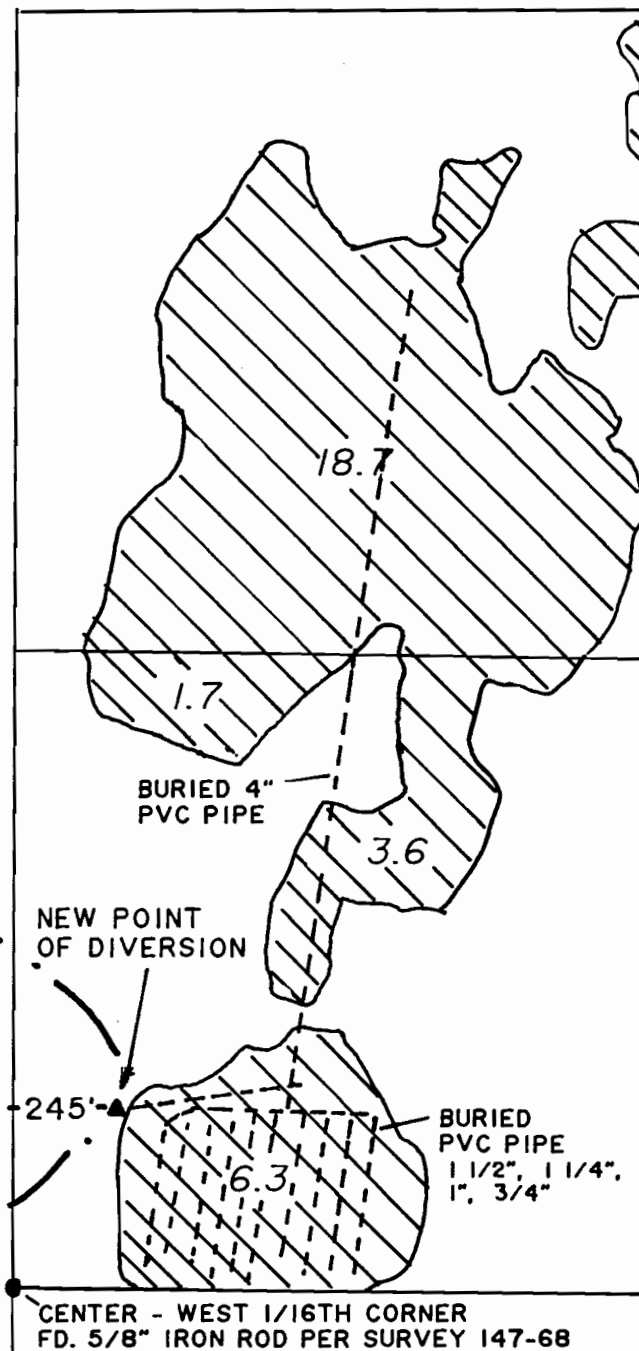 18.7
1.7
BURIED 4"
PVC PIPE
3.6
NEW POINT
OF DIVERSION
245'
BURIED
PVC PIPE
1 1/2", 1 1/4",
1", 3/4"
6.3
CENTER - WEST 1/16TH CORNER
FD. 5/8" IRON ROD PER SURVEY 147-68